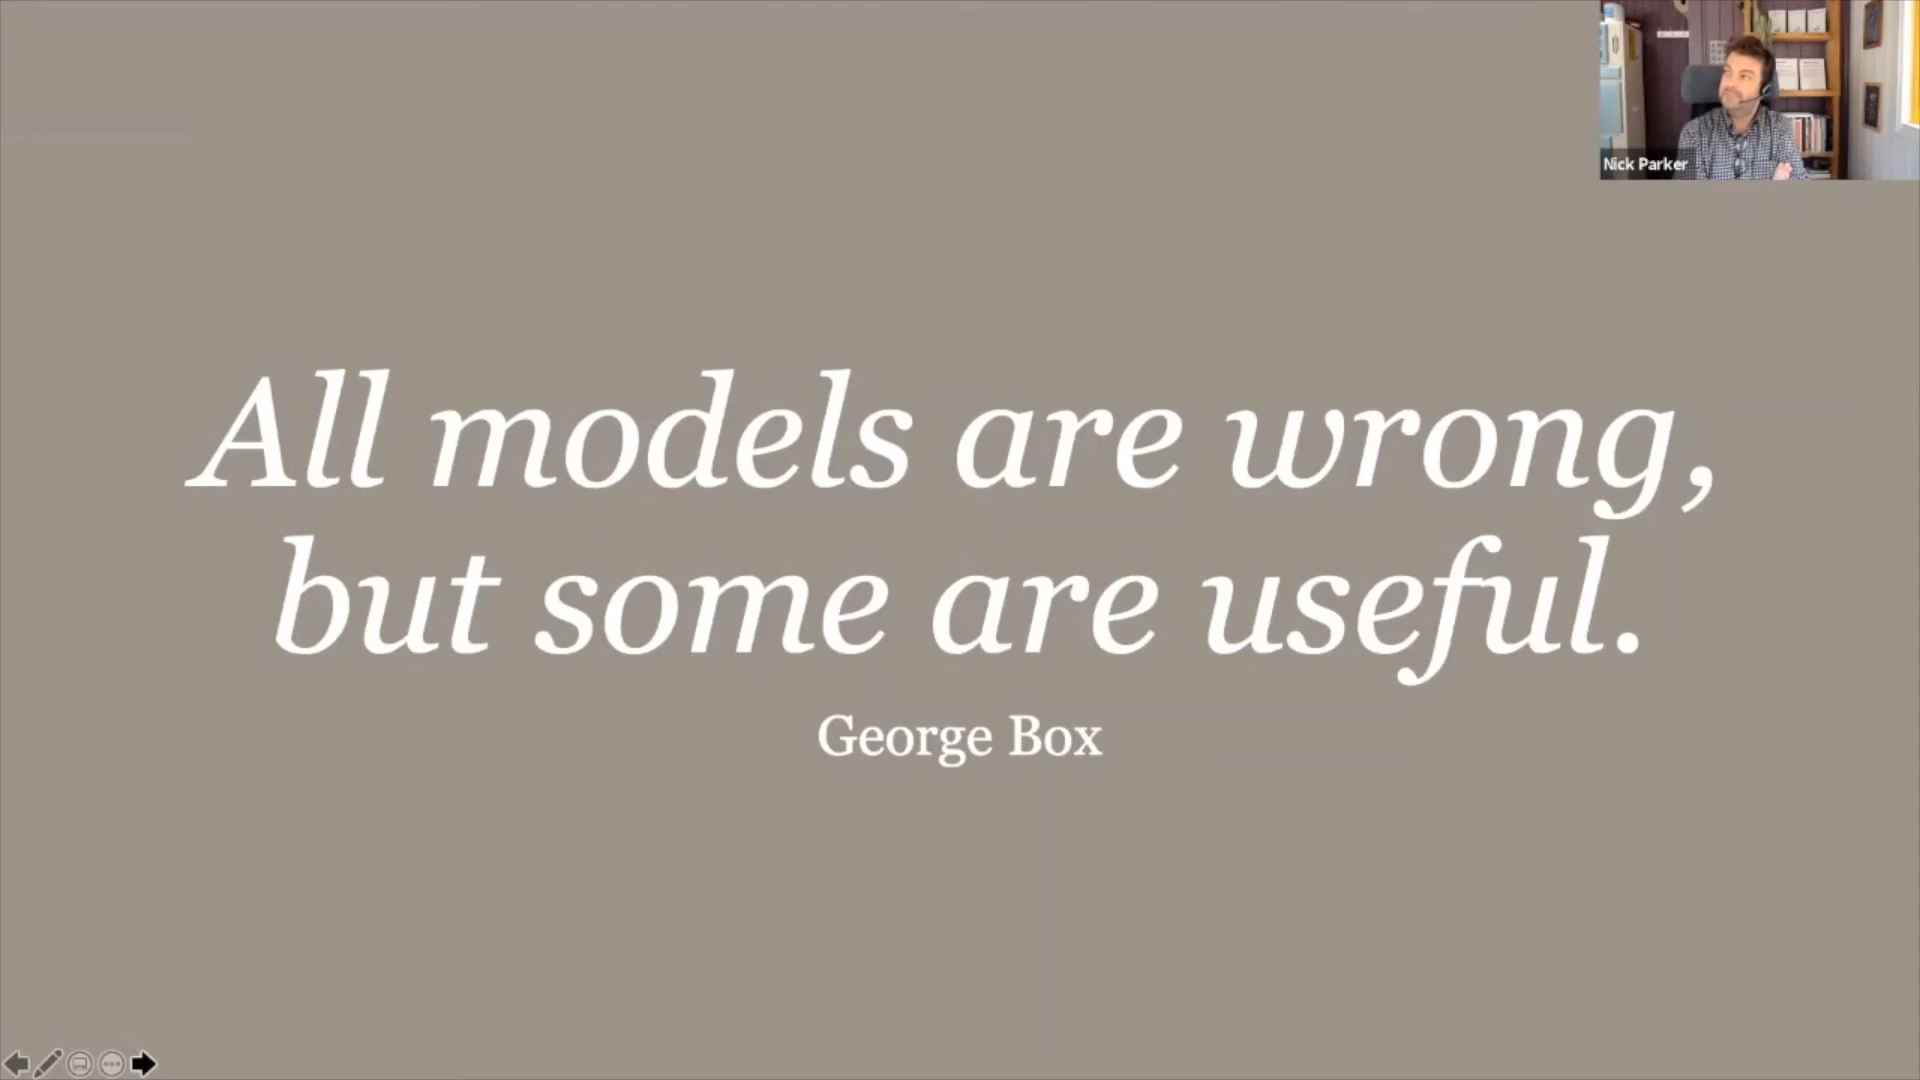 Nick Parker
All models are wrong,
but some are useful.
George Box